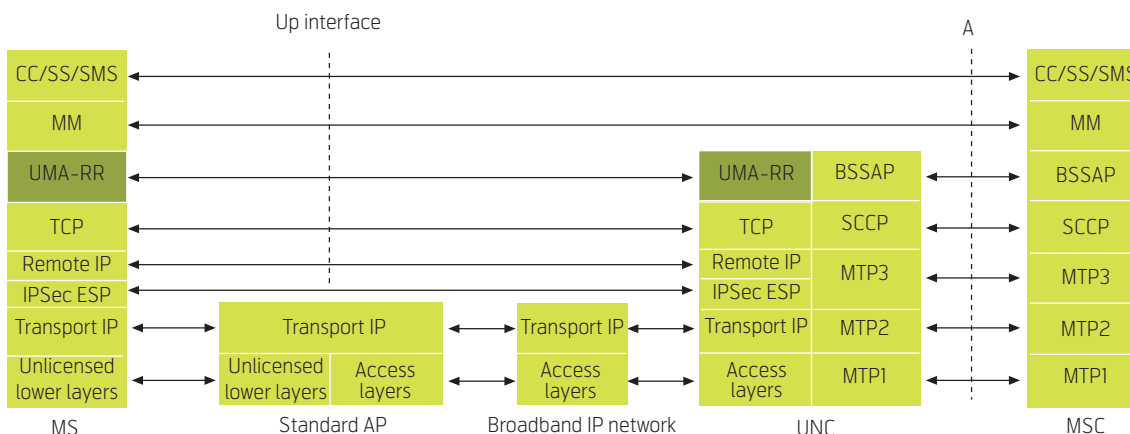 Up interface
A
CC/SS/SMS
CC/SS/SMS
MM
MM
UMA-RR
UMA-RR
BSSAP
BSSAP
TCP
TCP
SCCP
SCCP
Remote IP
Remote IP
MTP3
MTP3
IPSec ESP
IPSec ESP
Transport IP
Transport IP
Transport IP
Transport IP
MTP2
MTP2
Unlicensed
lower layers
Unlicensed
lower layers
Access
layers
Access
layers
Access
layers
MTP1
MTP1
MS
Standard AP
Broadband IP network
UNC
MSC